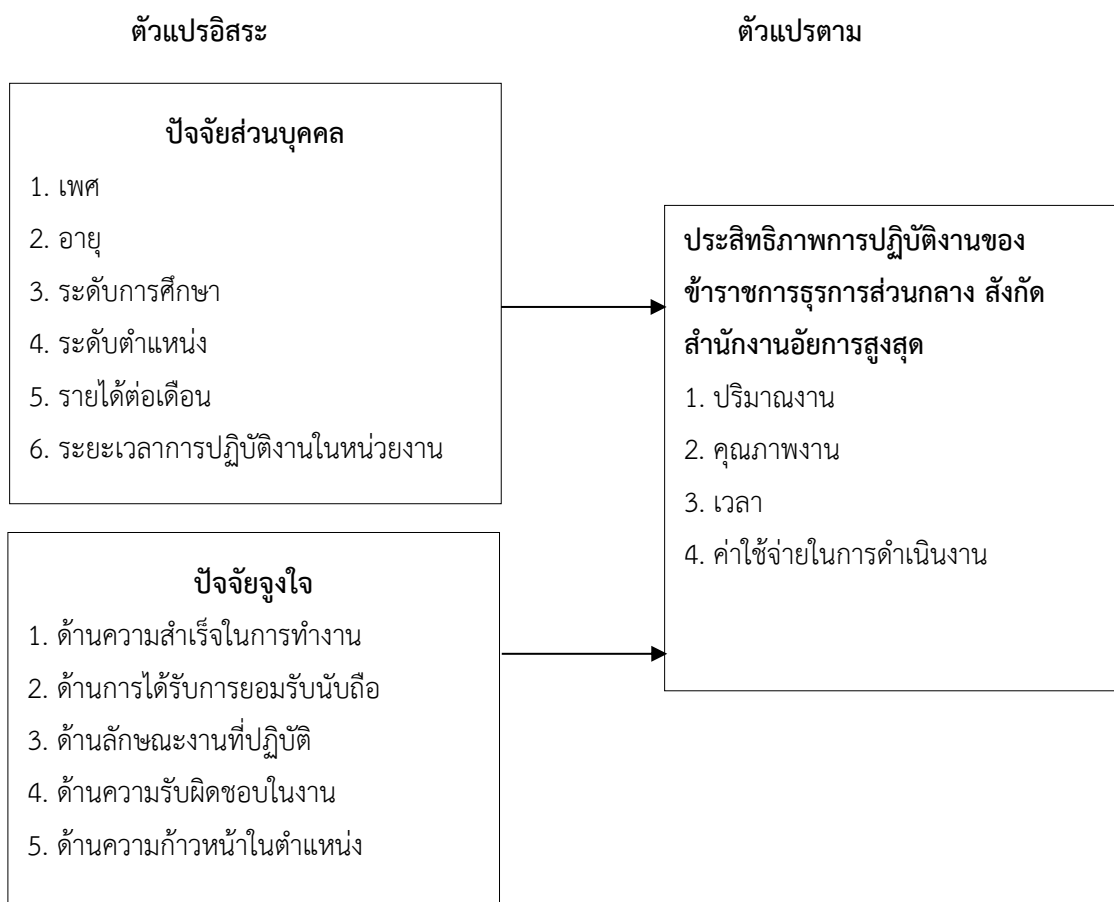 ตัวแปรอิสระ
ตัวแปรตาม
ปัจจัยส่วนบุคคล
1. เพศ
2. อายุ
3. ระดับการศึกษา
4. ระดับตำแหน่ง
5. รายได้ต่อเดือน
6. ระยะเวลาการปฏิบัติงานในหน่วยงาน
ปัจจัยจูงใจ
1. ด้านความสำเร็จในการทำงาน
2. ด้านการได้รับการยอมรับนับถือ
3. ด้านลักษณะงานที่ปฏิบัติ
4. ด้านความรับผิดชอบในงาน
5. ด้านความก้าวหน้าในตำแหน่ง
ประสิทธิภาพการปฏิบัติงานของ
ข้าราชการธุรการส่วนกลาง สังกัด
สำนักงานอัยการสูงสุด
1. ปริมาณงาน
2. คุณภาพงาน
3. เวลา
4. ค่าใช้จ่ายในการดำเนินงาน